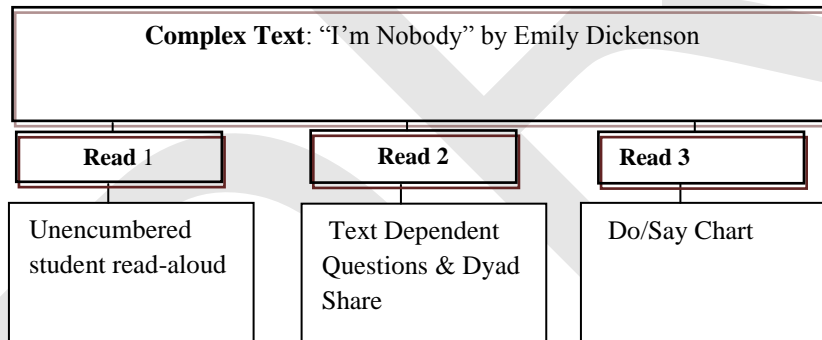 Complex Text: “I’m Nobody” by Emily Dickenson
Read 1
Read 2
Read 3
Unencumbered
student read-aloud
Text Dependent
Questions & Dyad
Share
Do/Say Chart